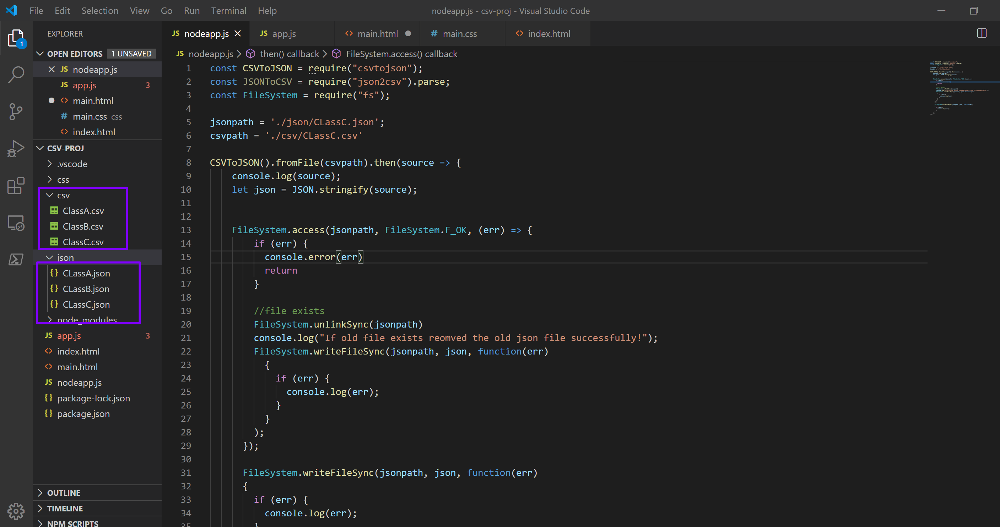 File Edit Selection View Go Run Terminal Help
nodeapp.js - csv-proj - Visual Studio Code
1
EXPLORER
OPEN EDITORS 1 UNSAVED
JS nodeapp.js
JS app.js 3
<> main.html
# main.css css
<> index.html
CSV-PROJ
.vscode
css
csv
ClassA.csv
ClassB.csv
ClassC.csv
json
{} CLassA.json
{} CLassB.json
{} CLassC.json
node_modules
JS app.js 3
<> index.html
<> main.html
JS nodeapp.js
{} package-lock.json
{} package.json
OUTLINE
TIMELINE
NPM SCRIPTS
JS nodeapp.js JS app.js <> main.html # main.css <> index.html
JS nodeapp.js > then() callback > FileSystem.access() callback
1 const CSVToJSON = require("csvtojson");
2 const JSONToCSV = require("json2csv").parse;
3 const FileSystem = require("fs");
4
5 jsonpath = './json/CLassC.json';
6 csvpath = './csv/CLassC.csv'
7
8 CSVToJSON().fromFile(csvpath).then(source => {
9 console.log(source);
10 let json = JSON.stringify(source);
11
12
13 FileSystem.access(jsonpath, FileSystem.F_OK, (err) => {
14 if (err) {
15 console.error(err)
16 return
17 }
18
19 //file exists
20 FileSystem.unlinkSync(jsonpath)
21 console.log("If old file exists reomved the old json file successfully!");
22 FileSystem.writeFileSync(jsonpath, json, function(err)
23 {
24 if (err) {
25 console.log(err);
26 }
27 }
28 );
29 });
30
31 FileSystem.writeFileSync(jsonpath, json, function(err)
32 {
33 if (err) {
34 console.log(err);
35 }